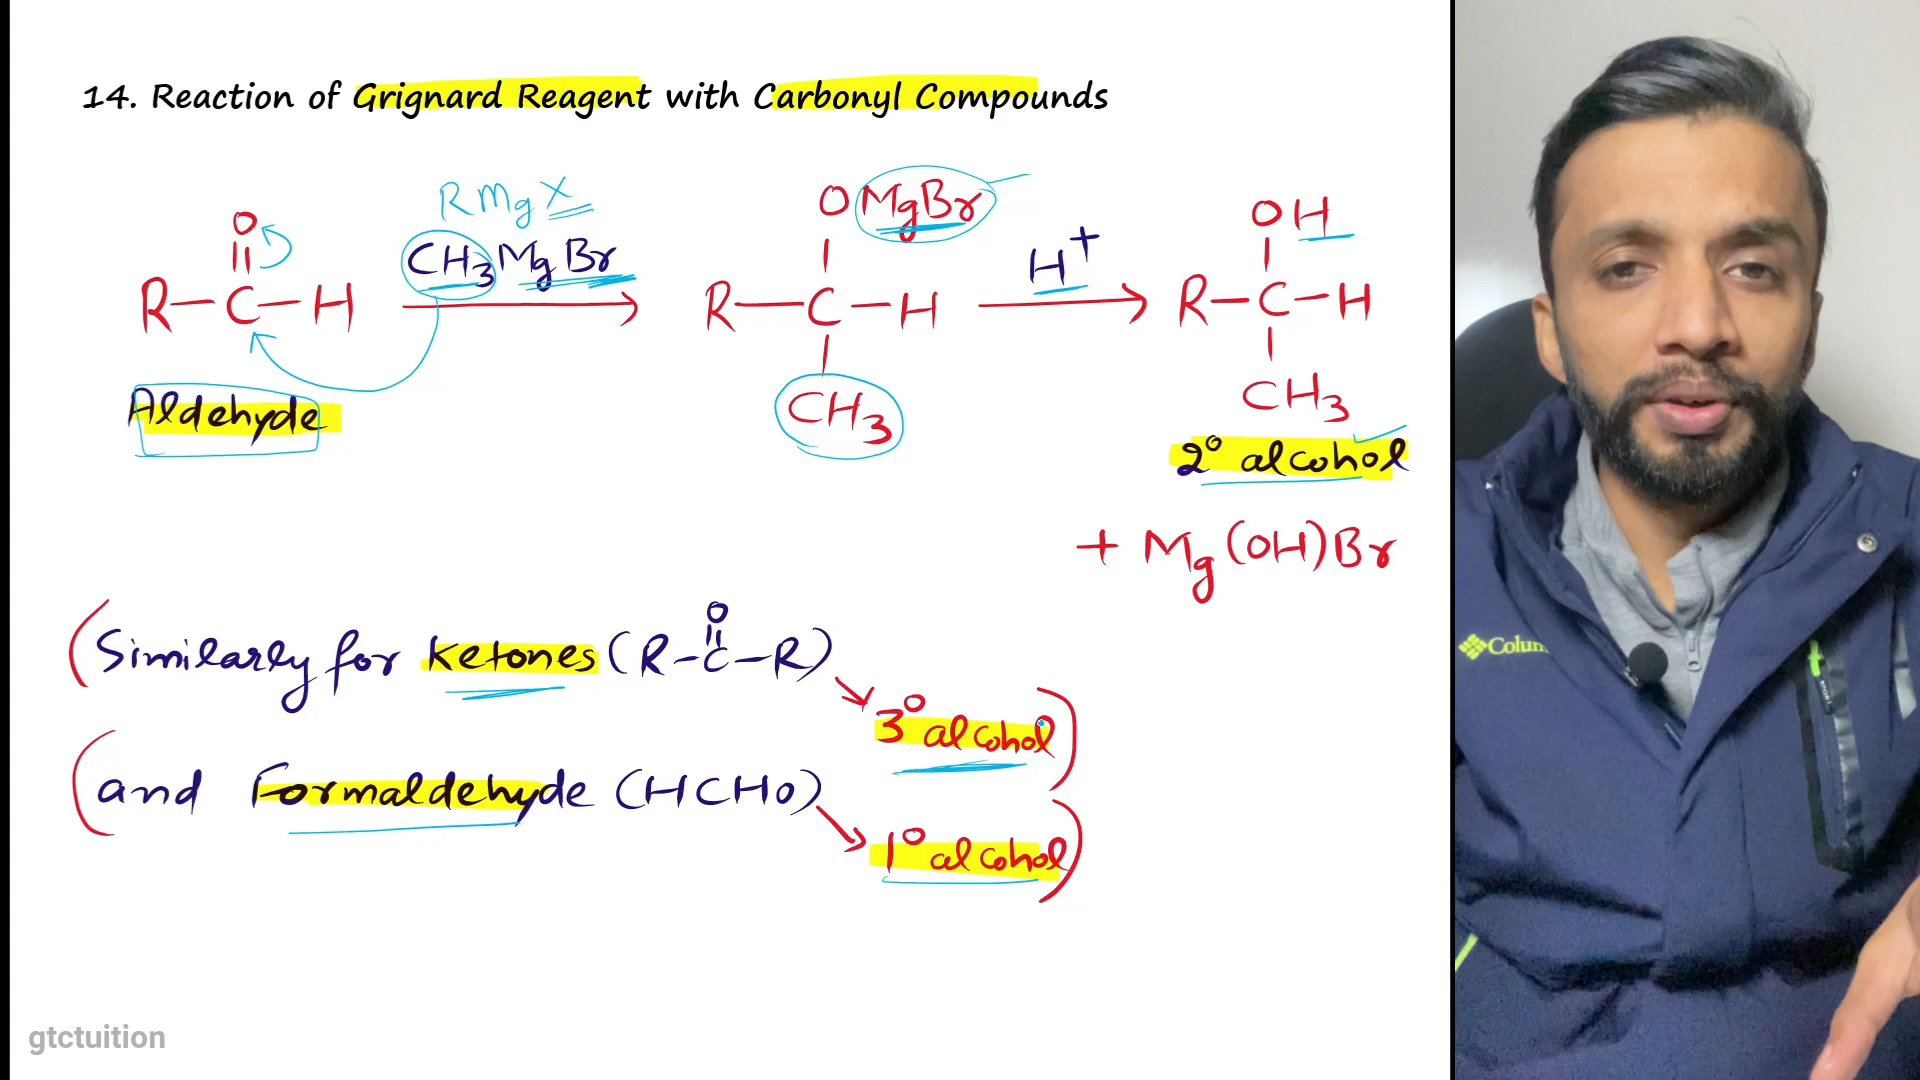 14. Reaction of Grignard Reagent with Carbonyl Compounds
RMgX
O
||
R-C-H
CH3MgBr
OMgBr
|
R-C-H
|
CH3
H+
OH
|
R-C-H
|
CH3
Aldehyde
2° alcohol
+ Mg(OH)Br
(Similarly for Ketones (R-C-R)
O
||
3° alcohol)
(and Formaldehyde (HCHO)
1° alcohol)
gtctuition
Colum